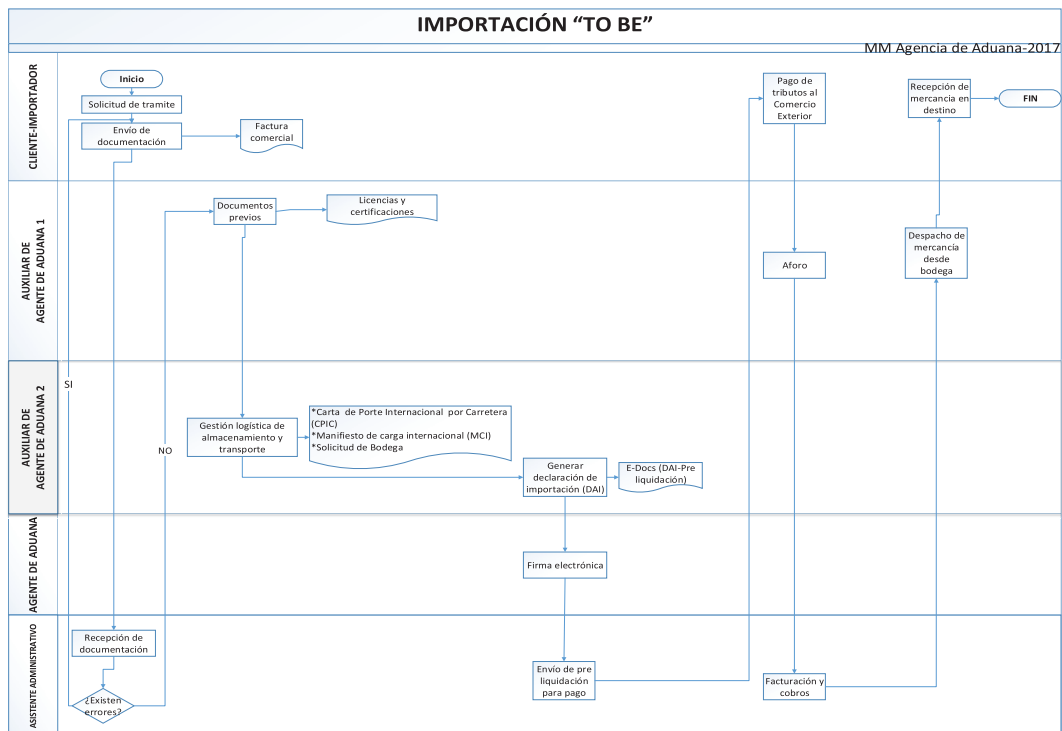 IMPORTACIÓN “TO BE”
MM Agencia de Aduana-2017
CLIENTE-IMPORTADOR
Inicio
Solicitud de tramite
Envío de
documentación
Factura
comercial
Pago de
tributos al
Comercio
Exterior
Recepción de
mercancia en
destino
FIN
AUXILIAR DE
AGENTE DE ADUANA 1
Documentos
previos
Licencias y
certificaciones
Aforo
Despacho de
mercancía
desde
bodega
AUXILIAR DE
AGENTE DE ADUANA 2
SI
NO
Gestión logística de
almacenamiento y
transporte
*Carta de Porte Internacional por Carretera
(CPIC)
*Manifiesto de carga internacional (MCI)
*Solicitud de Bodega
Generar
declaración de
importación (DAI)
E-Docs (DAI-Pre
liquidación)
AGENTE DE ADUANA
Firma electrónica
ASISTENTE ADMINISTRATIVO
Recepción de
documentación
¿Existen
errores?
Envío de pre
liquidación
para pago
Facturación y
cobros